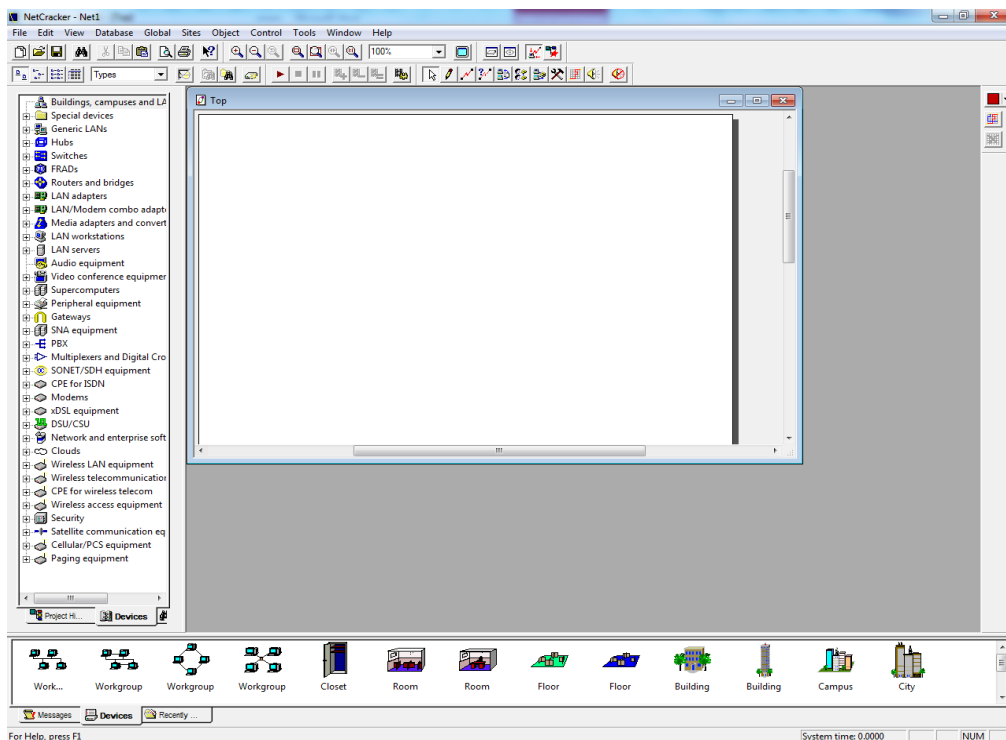 NetCracker - Net1
File Edit View Database Global Sites Object Control Tools Window Help
100%
Types
Top
Buildings, campuses and LA
Special devices
Generic LANs
Hubs
Switches
FRADs
Routers and bridges
LAN adapters
LAN/Modem combo adapt
Media adapters and convert
LAN workstations
LAN servers
Audio equipment
Video conference equipmer
Supercomputers
Peripheral equipment
Gateways
SNA equipment
PBX
Multiplexers and Digital Cro
SONET/SDH equipment
CPE for ISDN
Modems
xDSL equipment
DSU/CSU
Network and enterprise soft
Clouds
Wireless LAN equipment
Wireless telecommunication
CPE for wireless telecom
Wireless access equipment
Security
Satellite communication eq
Cellular/PCS equipment
Paging equipment
Project Hi... Devices
Work... Workgroup Workgroup Workgroup Closet Room Room Floor Floor Building Building Campus City
Messages Devices Recently ...
For Help, press F1 System time: 0.0000 NUM